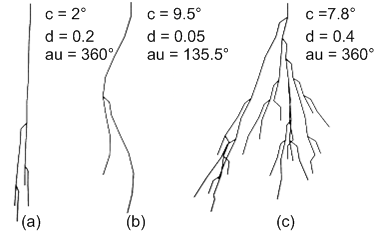 c = 2°
d = 0.2
au = 360°
c = 9.5°
d = 0.05
au = 135.5°
c =7.8°
d = 0.4
au = 360°
(a)
(b)
(c)